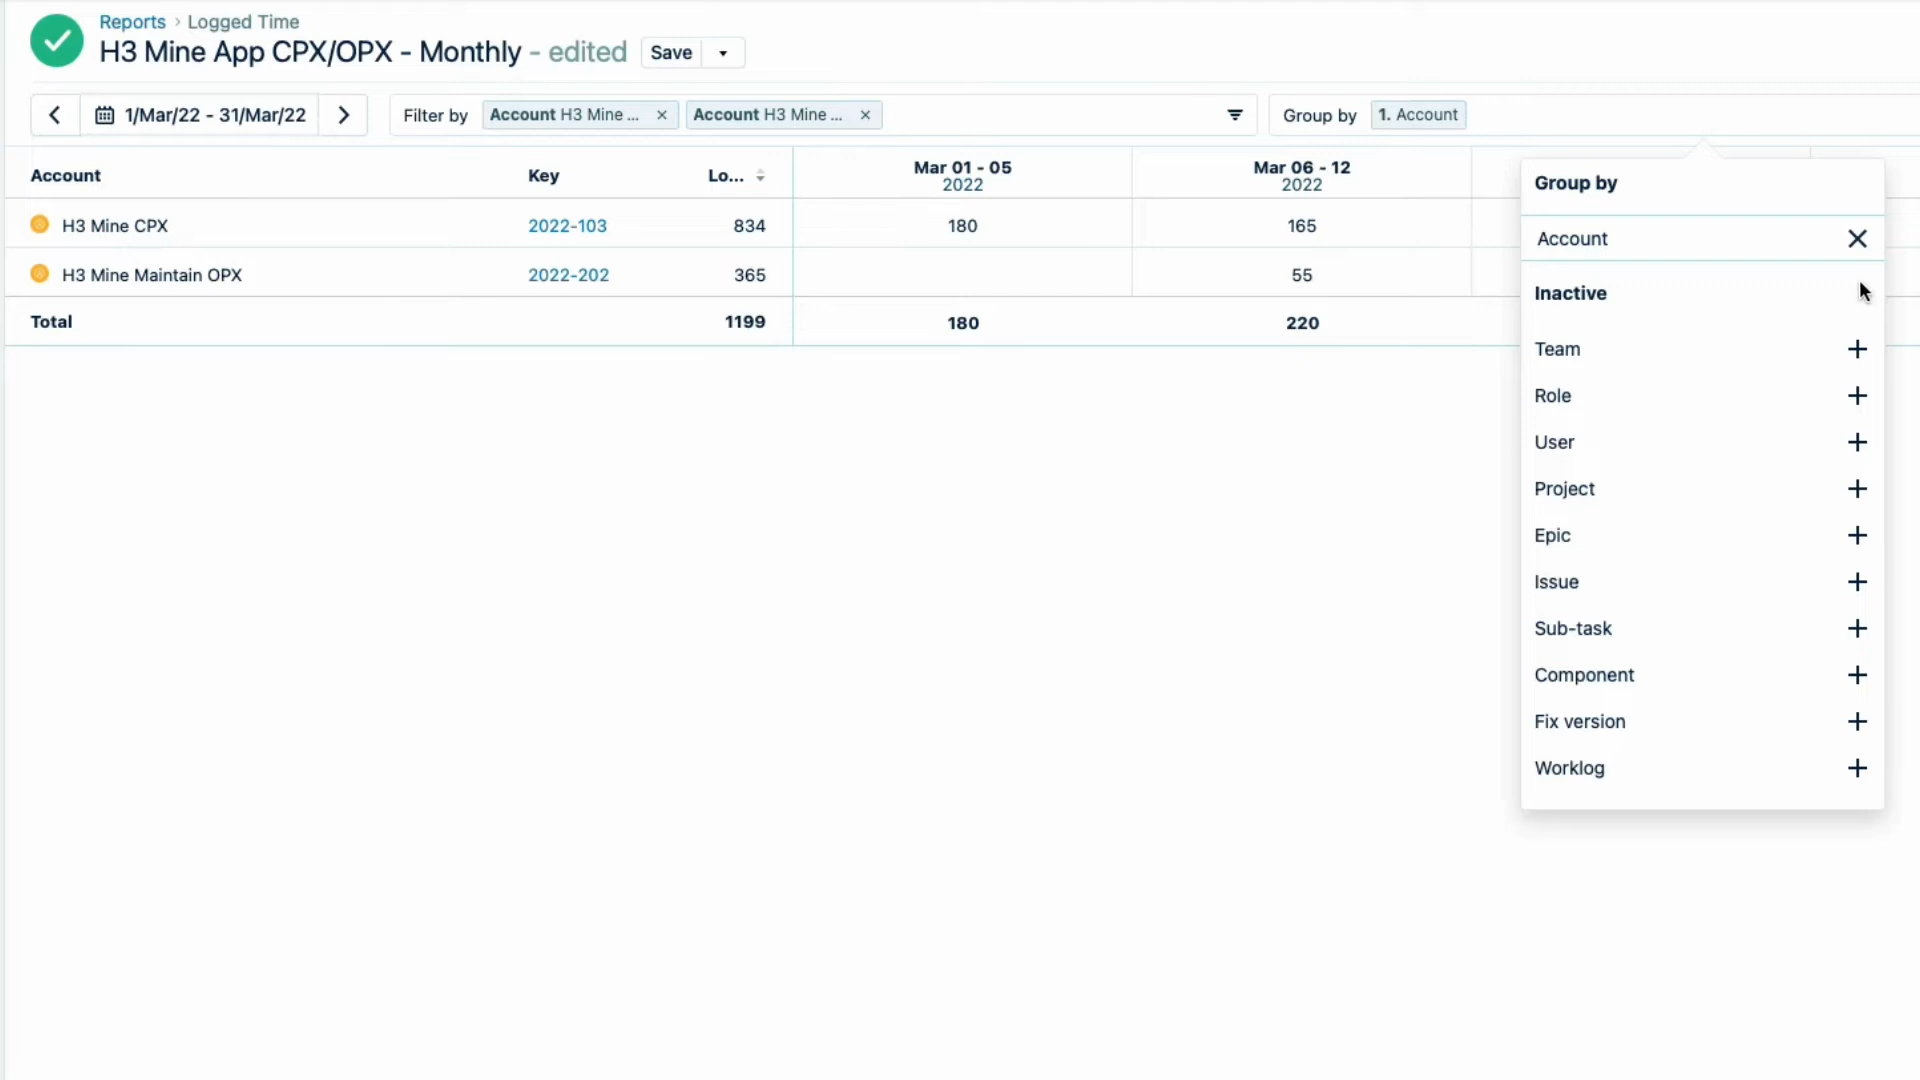 Reports › Logged Time
H3 Mine App CPX/OPX - Monthly - edited Save
1/Mar/22 - 31/Mar/22 Filter by Account H3 Mine ... × Account H3 Mine ... × Group by 1. Account
Account Key Lo... Mar 01 - 05 2022 Mar 06 - 12 2022
H3 Mine CPX 2022-103 834 180 165
H3 Mine Maintain OPX 2022-202 365 55
Total 1199 180 220
Group by
Account
Inactive
Team
Role
User
Project
Epic
Issue
Sub-task
Component
Fix version
Worklog